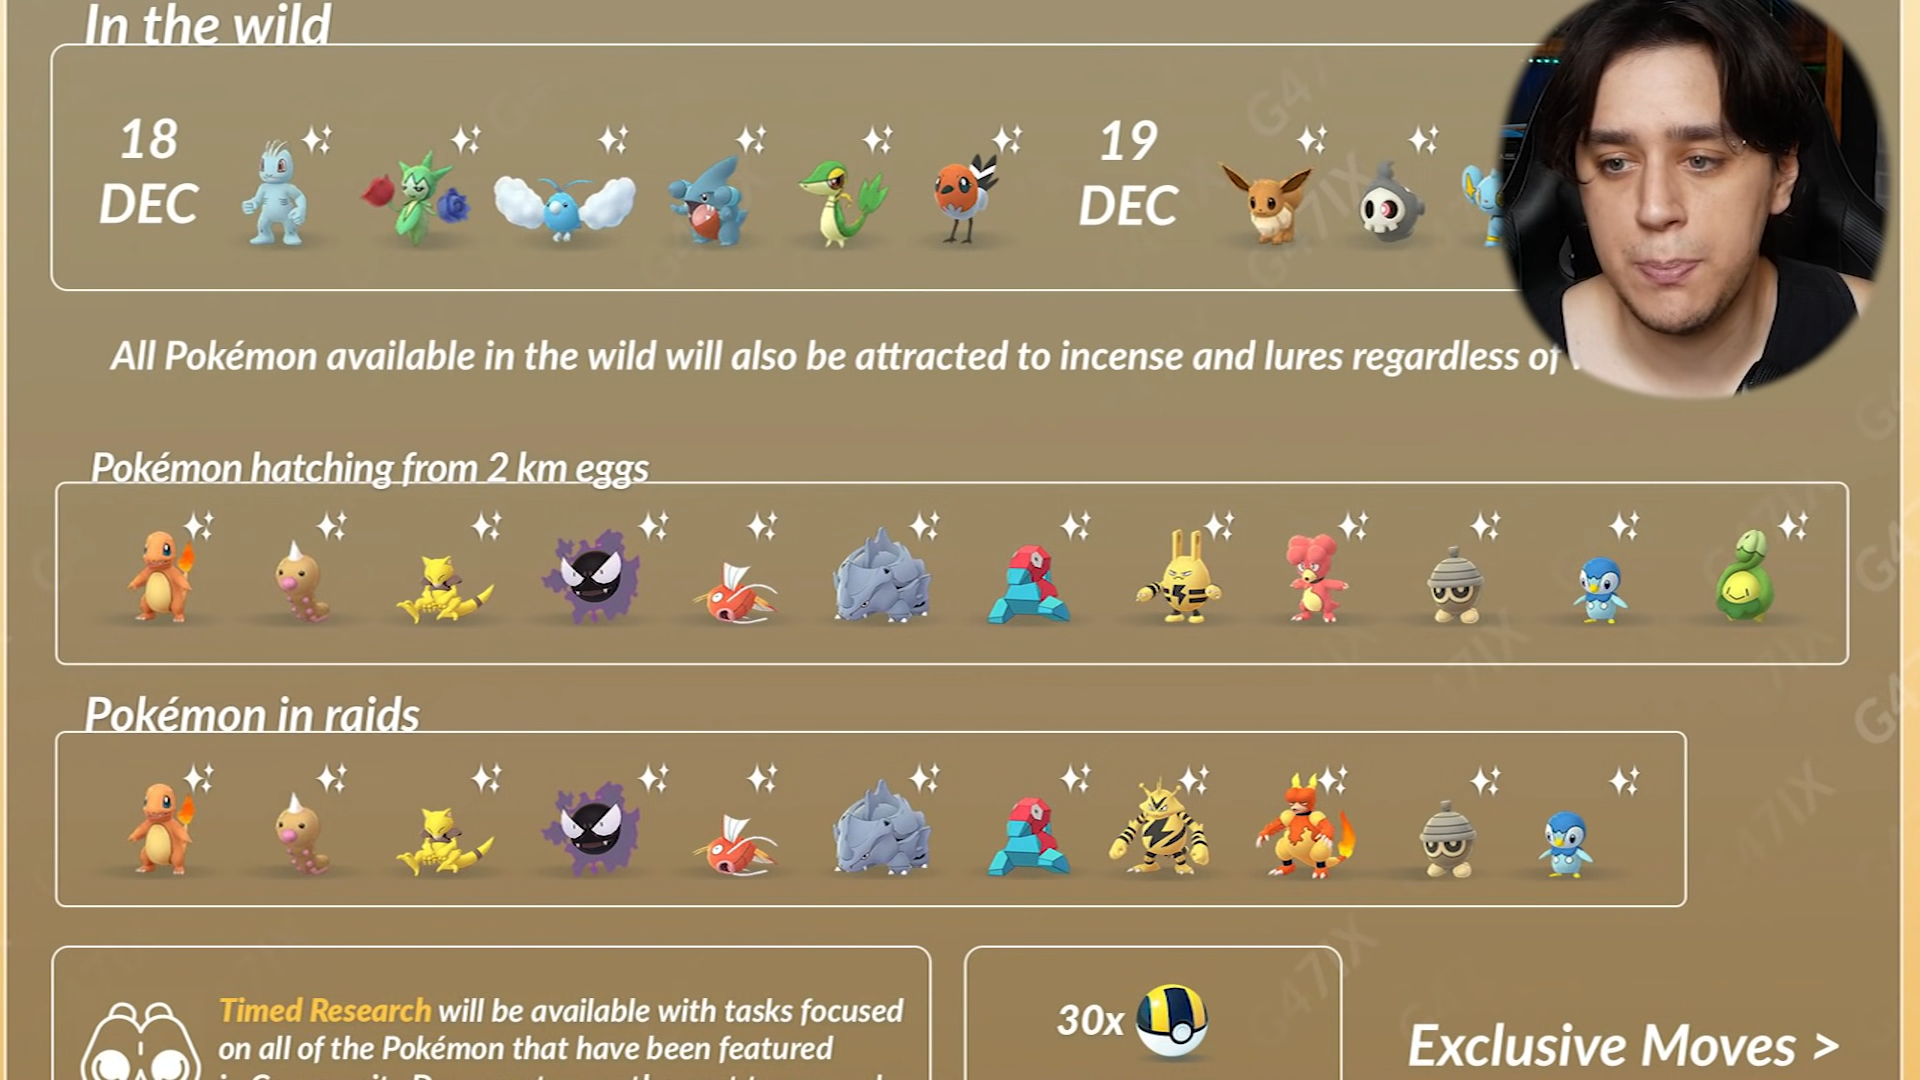 In the wild
18
DEC
19
DEC
All Pokémon available in the wild will also be attracted to incense and lures regardless of
Pokémon hatching from 2 km eggs
Pokémon in raids
Timed Research will be available with tasks focused
on all of the Pokémon that have been featured
30x
Exclusive Moves >
G47IX